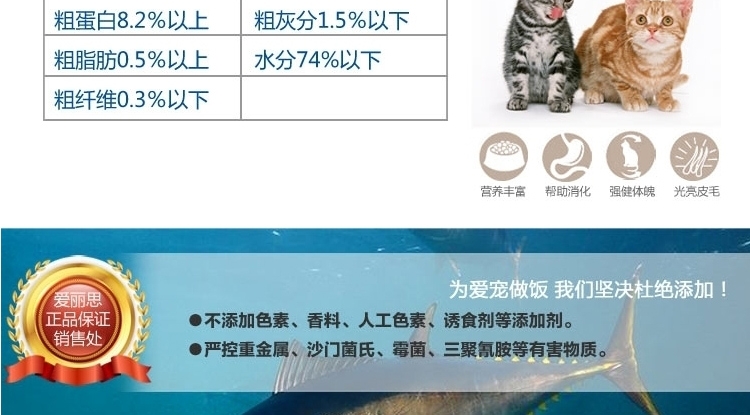 粗蛋白8.2%以上 粗灰分1.5%以下
粗脂肪0.5%以上 水分74%以下
粗纤维0.3%以下
营养丰富 帮助消化 强健体魄 光亮皮毛
爱丽思
正品保证
销售处
为爱宠做饭 我们坚决杜绝添加！
●不添加色素、香料、人工色素、诱食剂等添加剂。
●严控重金属、沙门菌氏、霉菌、三聚氰胺等有害物质。